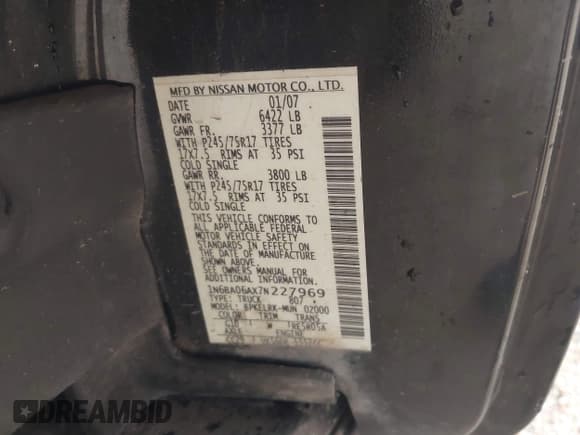 MFD BY NISSAN MOTOR CO., LTD.
DATE 01/07
GVWR 6422 LB
GAWR FR. 3377 LB
WITH P245/75R17 TIRES
17X7.5 RIMS AT 35 PSI
COLD SINGLE
GAWR RR. 3800 LB
WITH P245/75R17 TIRES
17X7.5 RIMS AT 35 PSI
COLD SINGLE
THIS VEHICLE CONFORMS TO
ALL APPLICABLE FEDERAL
MOTOR VEHICLE SAFETY
STANDARDS IN EFFECT ON
THE DATE OF MANUFACTURE
SHOWN ABOVE.
SEE OWNERS MANUAL FOR
ADDITIONAL INFORMATION.
1N6BA06AX7N227969
TYPE: TRUCK 807 *
MODEL: 02000
COLOR: TRIM TRANS
AXLE ENGINE
DREAMBID